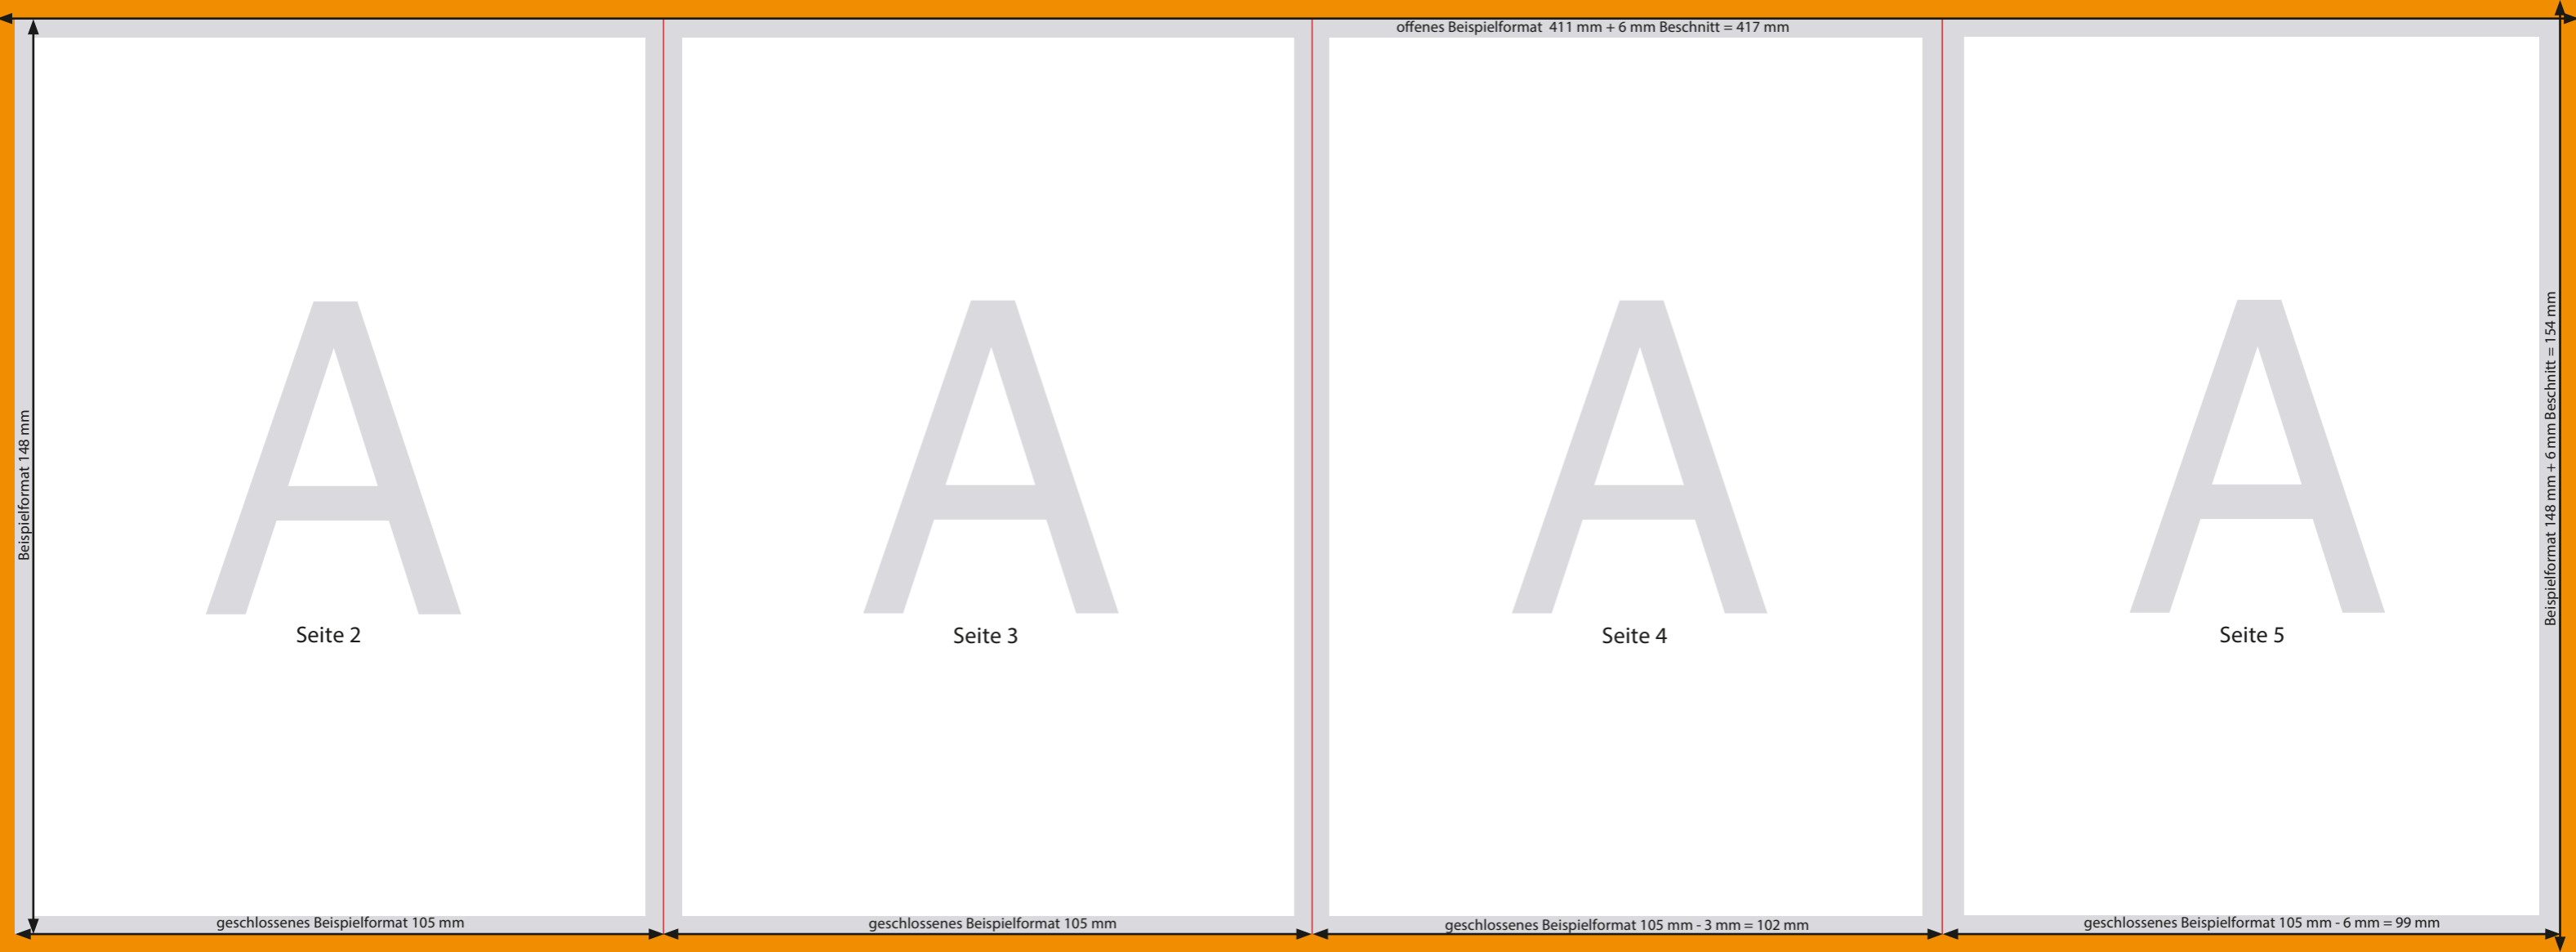 offenes Beispielformat  411 mm + 6 mm Beschnitt = 417 mm
Beispielformat 148 mm
A
Seite 2
A
Seite 3
A
Seite 4
A
Seite 5
Beispielformat 148 mm + 6 mm Beschnitt = 154 mm
geschlossenes Beispielformat 105 mm
geschlossenes Beispielformat 105 mm
geschlossenes Beispielformat 105 mm - 3 mm = 102 mm
geschlossenes Beispielformat 105 mm - 6 mm = 99 mm